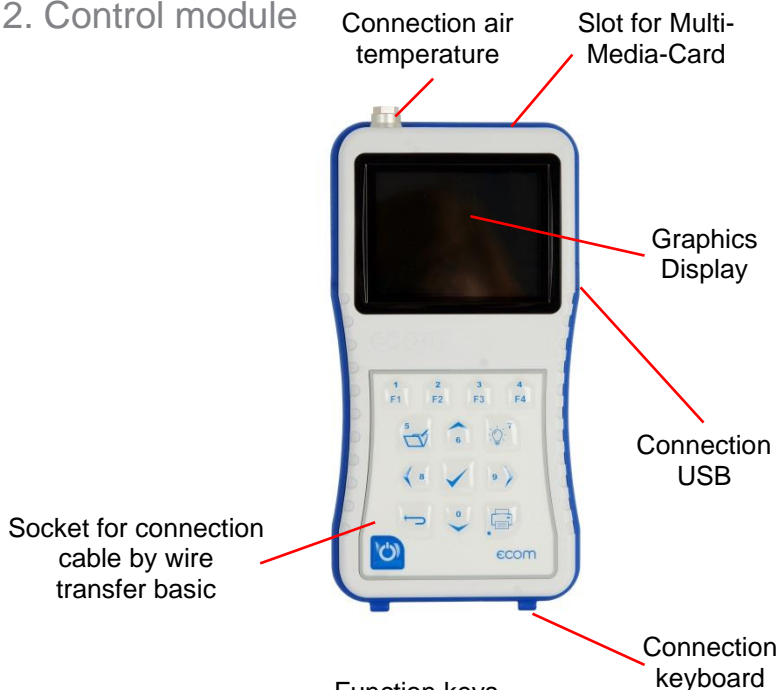 2. Control module
Connection air
temperature
Slot for Multi-
Media-Card
Graphics
Display
1
F1
2
F2
3
F3
4
F4
5
6
7
8
9
0
Connection
USB
Socket for connection
cable by wire
transfer basic
ecom
Connection
keyboard
Function keys